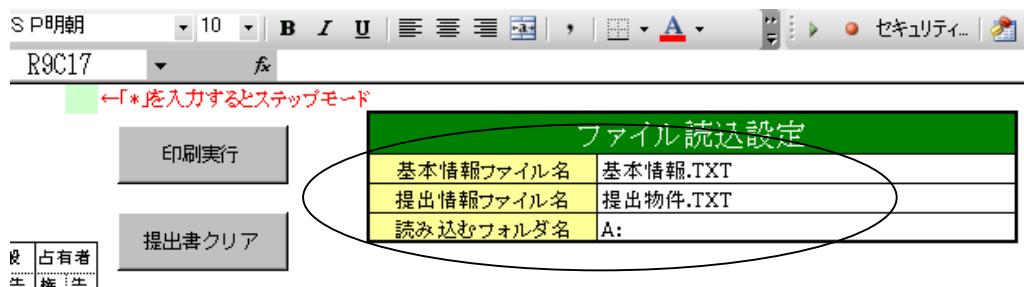 S P明朝 10 B I U セキュリティ...
R9C17 fx
←「*」を入力するとステップモード
印刷実行
ファイル読込設定
基本情報ファイル名 基本情報.TXT
提出情報ファイル名 提出物件.TXT
読み込むフォルダ名 A:
提出書クリア
占有者